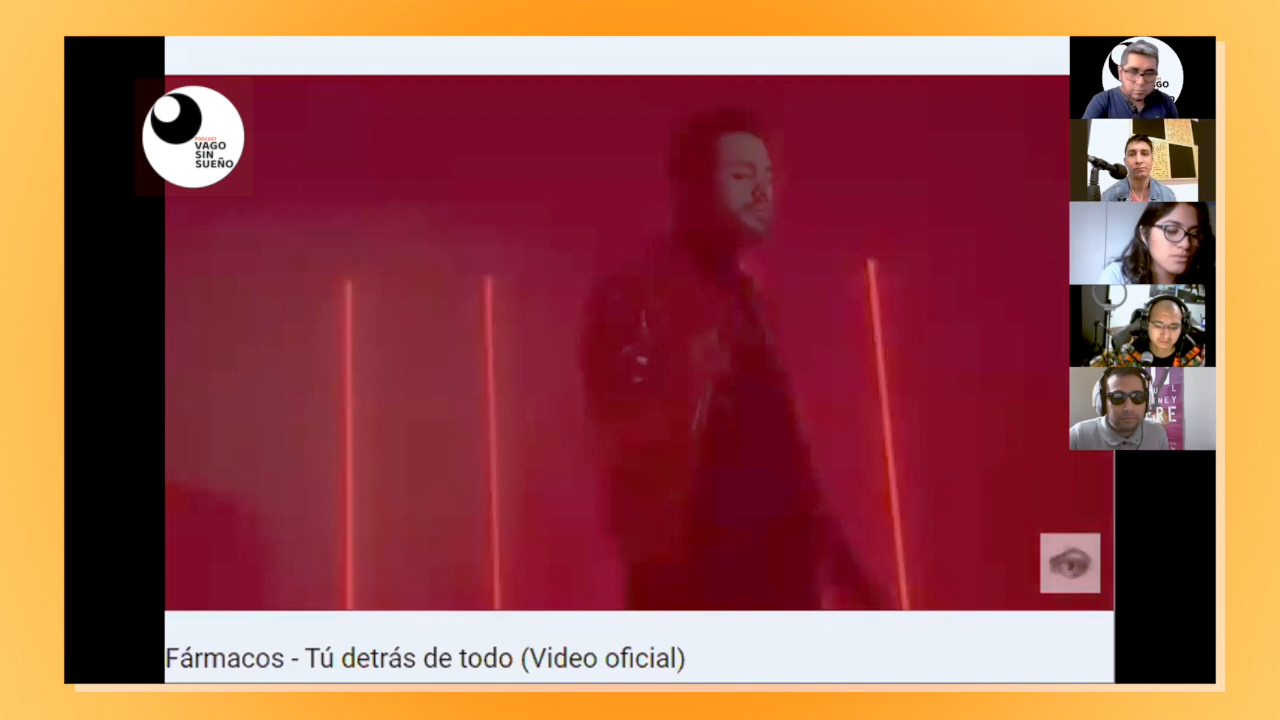 PODCAST
VAGO
SIN
SUEÑO
Fármacos - Tú detrás de todo (Video oficial)